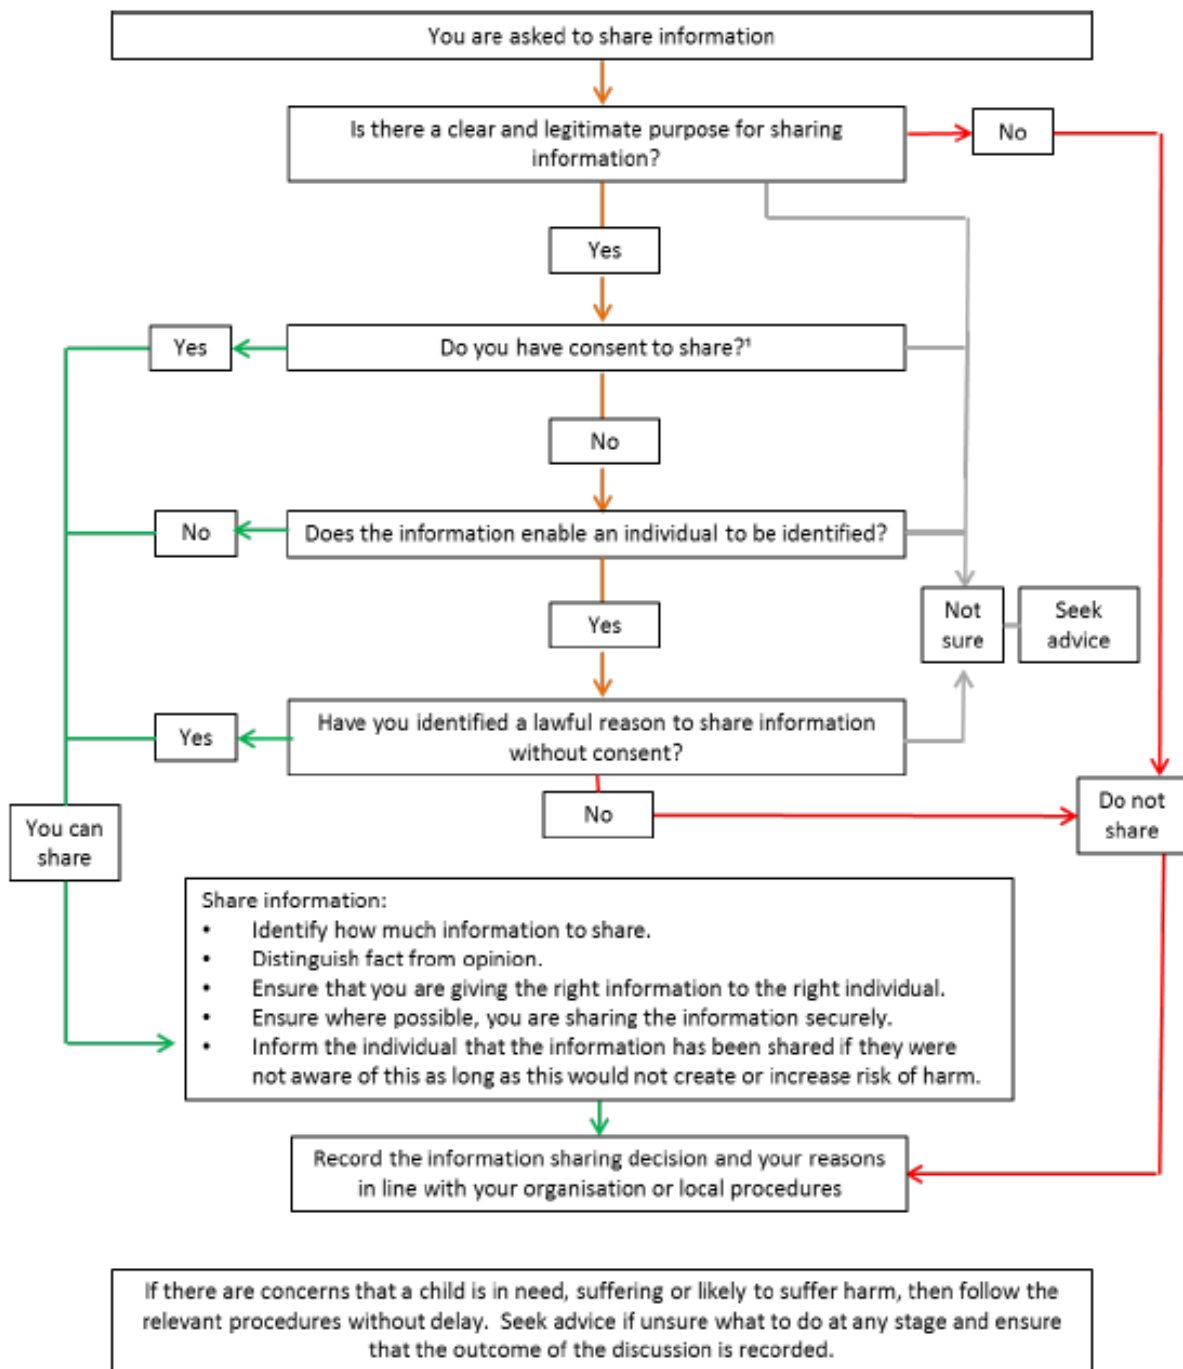 You are asked to share information
Is there a clear and legitimate purpose for sharing
information?
No
Yes
Yes
Do you have consent to share?¹
No
No
Does the information enable an individual to be identified?
Yes
Not
sure
Seek
advice
Yes
Have you identified a lawful reason to share information
without consent?
No
Do not
share
You can
share
Share information:
• Identify how much information to share.
• Distinguish fact from opinion.
• Ensure that you are giving the right information to the right individual.
• Ensure where possible, you are sharing the information securely.
• Inform the individual that the information has been shared if they were
not aware of this as long as this would not create or increase risk of harm.
Record the information sharing decision and your reasons
in line with your organisation or local procedures
If there are concerns that a child is in need, suffering or likely to suffer harm, then follow the
relevant procedures without delay. Seek advice if unsure what to do at any stage and ensure
that the outcome of the discussion is recorded.